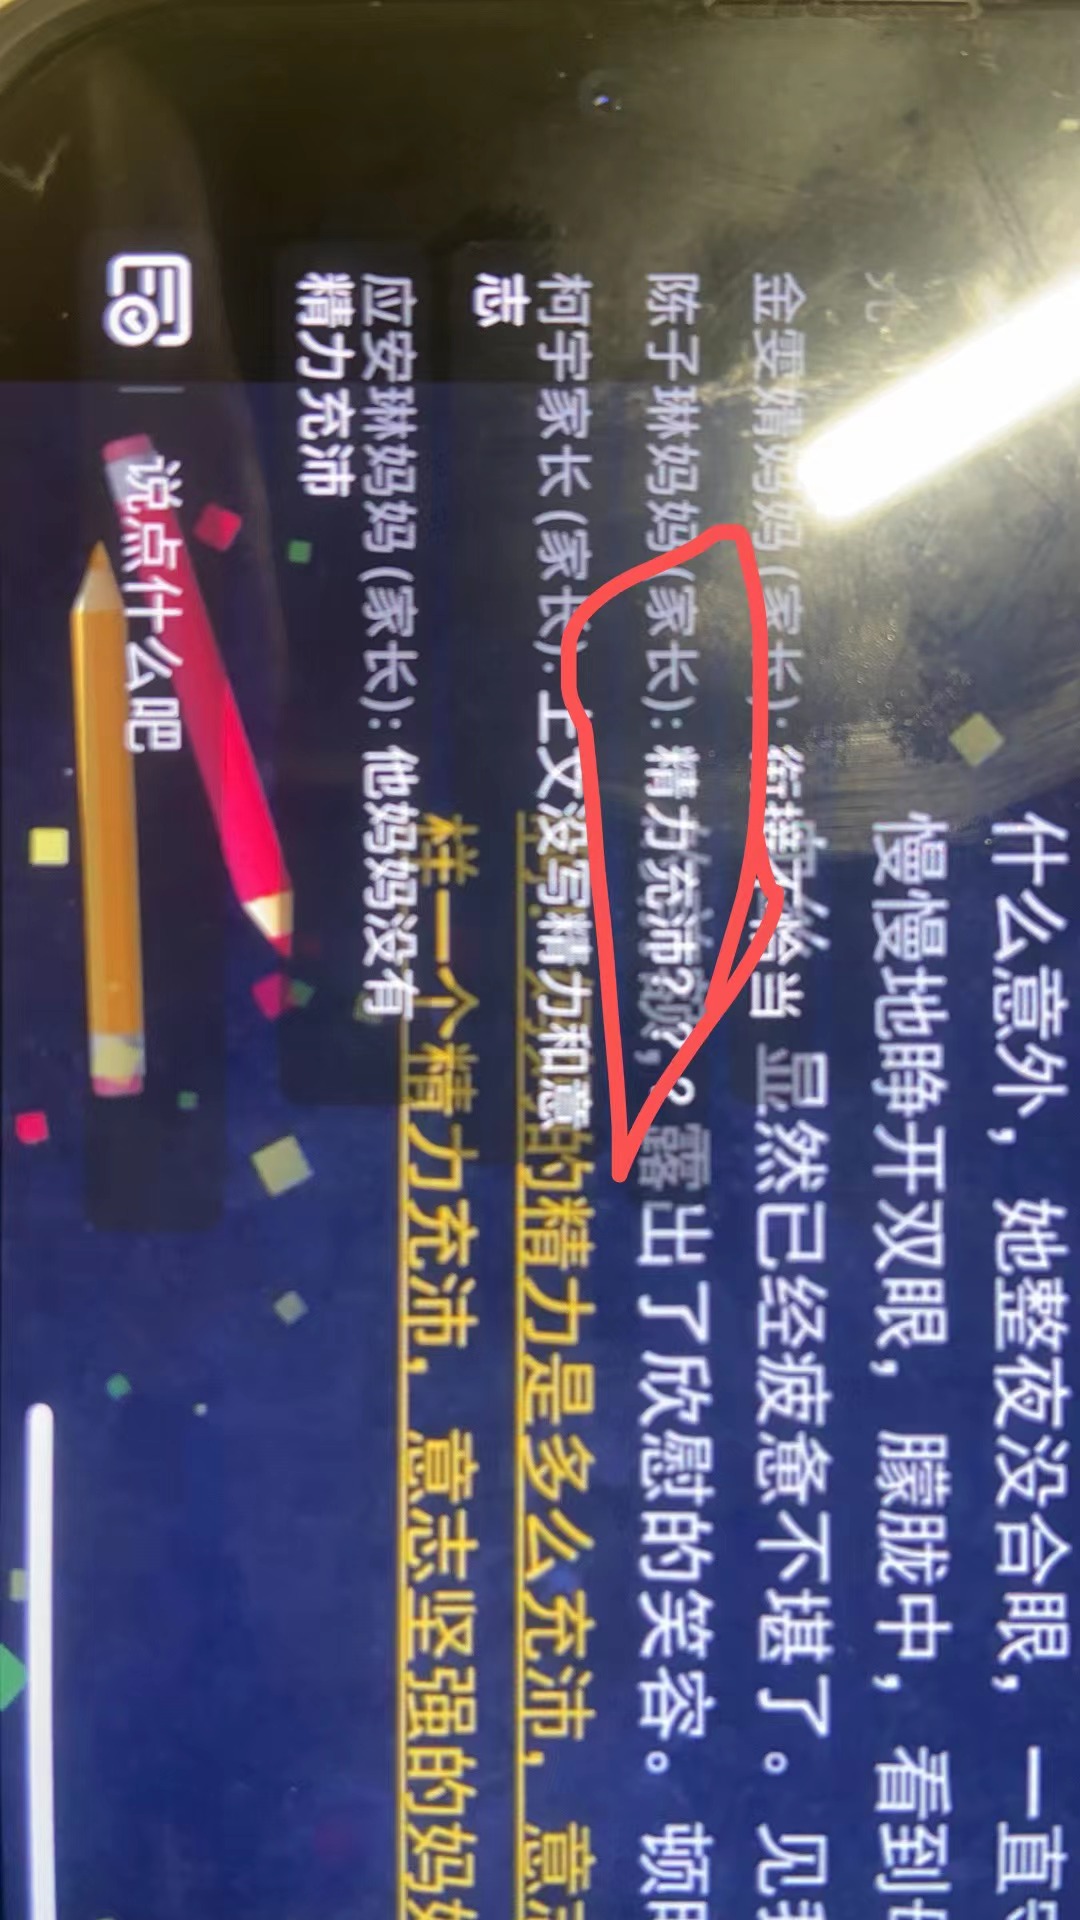 什么意外，她整夜没合眼，一直
慢慢地睁开双眼，朦胧中，看到
显然已经疲惫不堪了。见我
露出了欣慰的笑容。顿时
的精力是多么充沛，意志
样一个精力充沛，意志坚强的妈妈
金雯婧妈妈(家长): 衔接不恰当
陈子琳妈妈(家长): 精力充沛？？
柯宇家长(家长): 上文没写精力和意
志
应安琳妈妈(家长): 他妈妈没有
精力充沛
说点什么吧